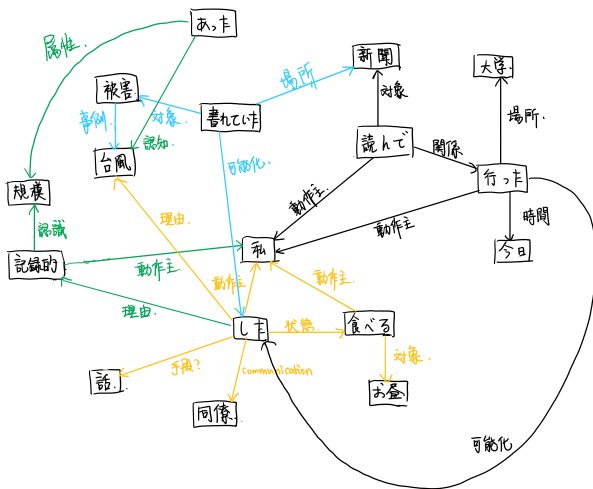 あった
属性.
新聞
大学.
被害
場所
書れていた
対象
事例
対象.
場所.
認知
読んで
関係
台風
可能化.
行った
規模
動作主
時間
理由.
動作主
認識
私
今日
記録的
動作主
動作主
動作主.
理由.
した
状態.
食べる
手段?
対象.
communication
話.
お昼.
同僚.
可能化